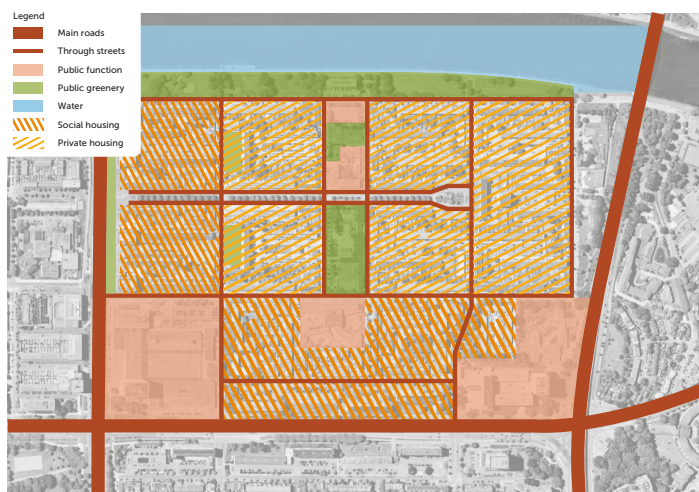 Legend
Main roads
Through streets
Public function
Public greenery
Water
Social housing
Private housing